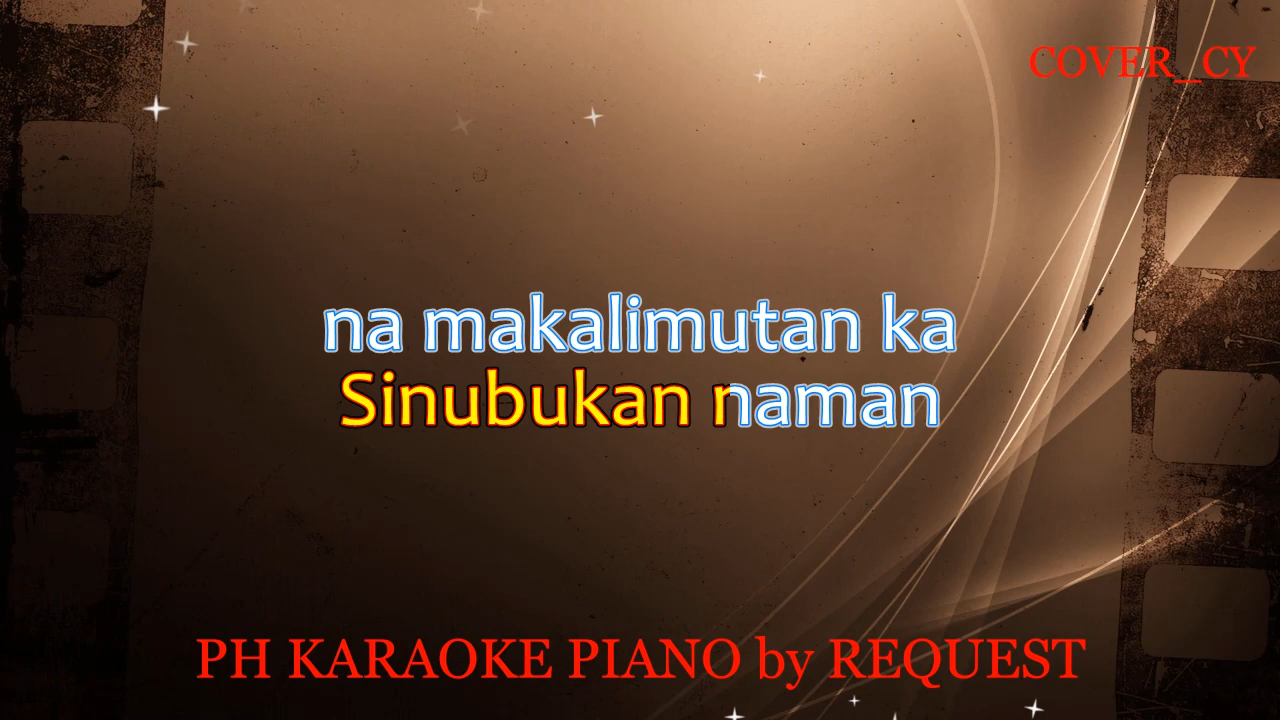 COVER_CY
na makalimutan ka
Sinubukan naman
PH KARAOKE PIANO by REQUEST